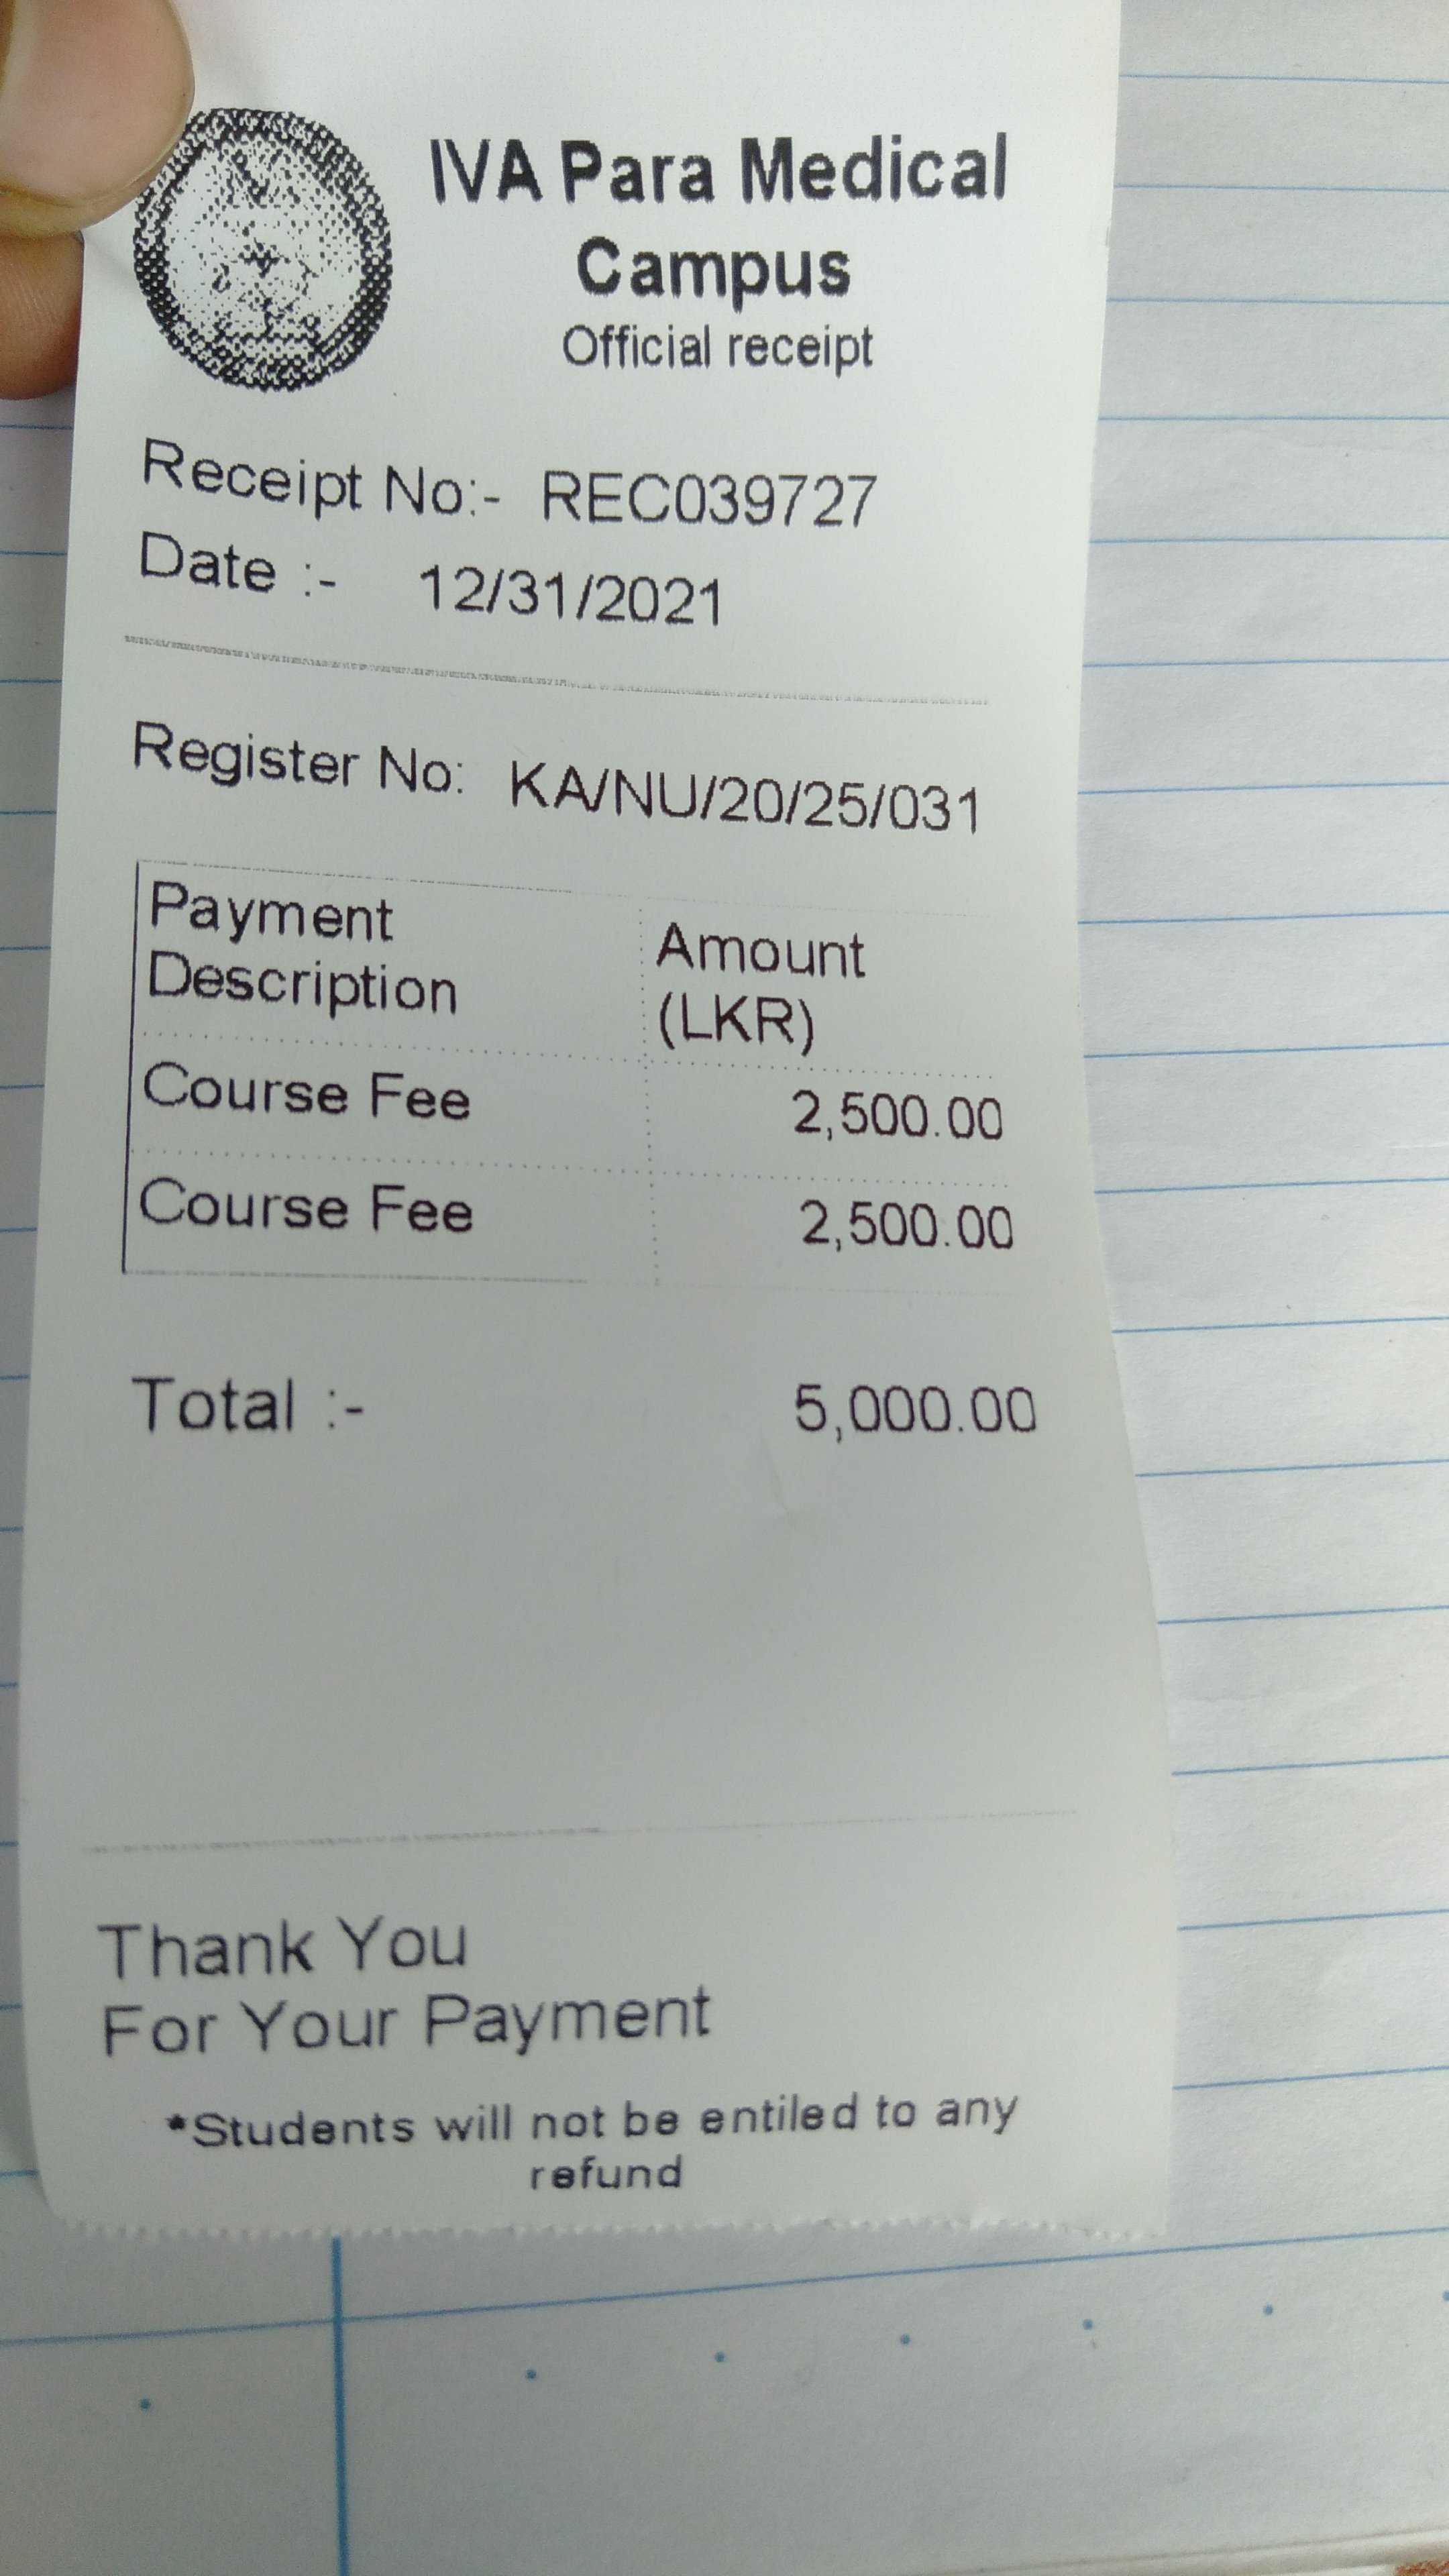 IVA Para Medical
Campus
Official receipt
Receipt No:- REC039727
Date :- 12/31/2021
Register No: KA/NU/20/25/031
Payment Description Amount (LKR)
Course Fee 2,500.00
Course Fee 2,500.00
Total :- 5,000.00
Thank You
For Your Payment
*Students will not be entiled to any
refund